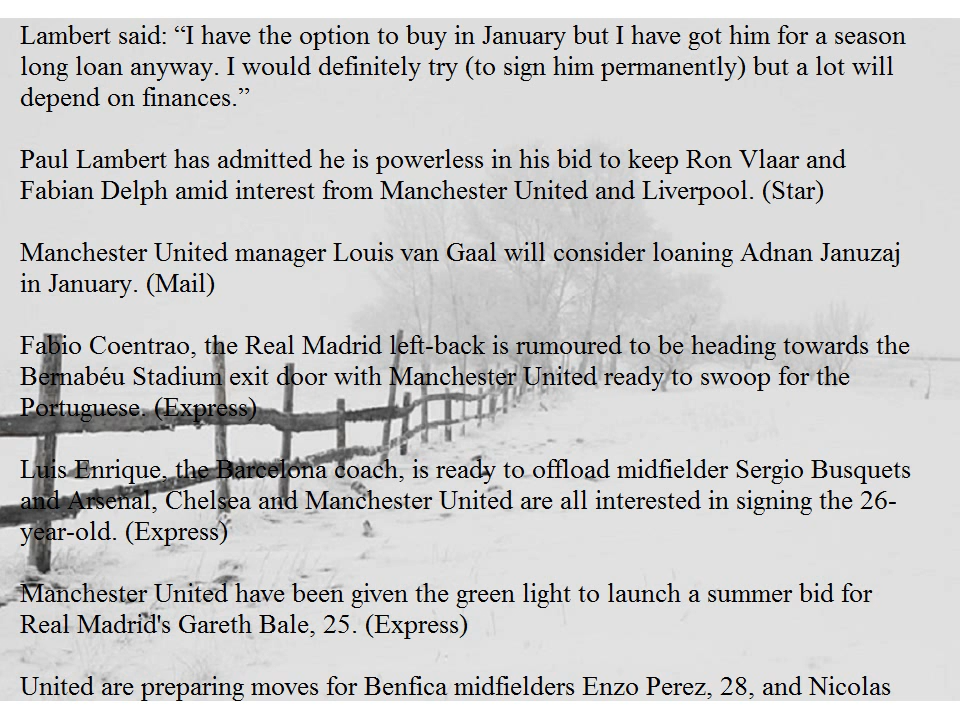 Lambert said: “I have the option to buy in January but I have got him for a season
long loan anyway. I would definitely try (to sign him permanently) but a lot will
depend on finances.”
Paul Lambert has admitted he is powerless in his bid to keep Ron Vlaar and
Fabian Delph amid interest from Manchester United and Liverpool. (Star)
Manchester United manager Louis van Gaal will consider loaning Adnan Januzaj
in January. (Mail)
Fabio Coentrao, the Real Madrid left-back is rumoured to be heading towards the
Bernabéu Stadium exit door with Manchester United ready to swoop for the
Portuguese. (Express)
Luis Enrique, the Barcelona coach, is ready to offload midfielder Sergio Busquets
and Arsenal, Chelsea and Manchester United are all interested in signing the 26-
year-old. (Express)
Manchester United have been given the green light to launch a summer bid for
Real Madrid's Gareth Bale, 25. (Express)
United are preparing moves for Benfica midfielders Enzo Perez, 28, and Nicolas